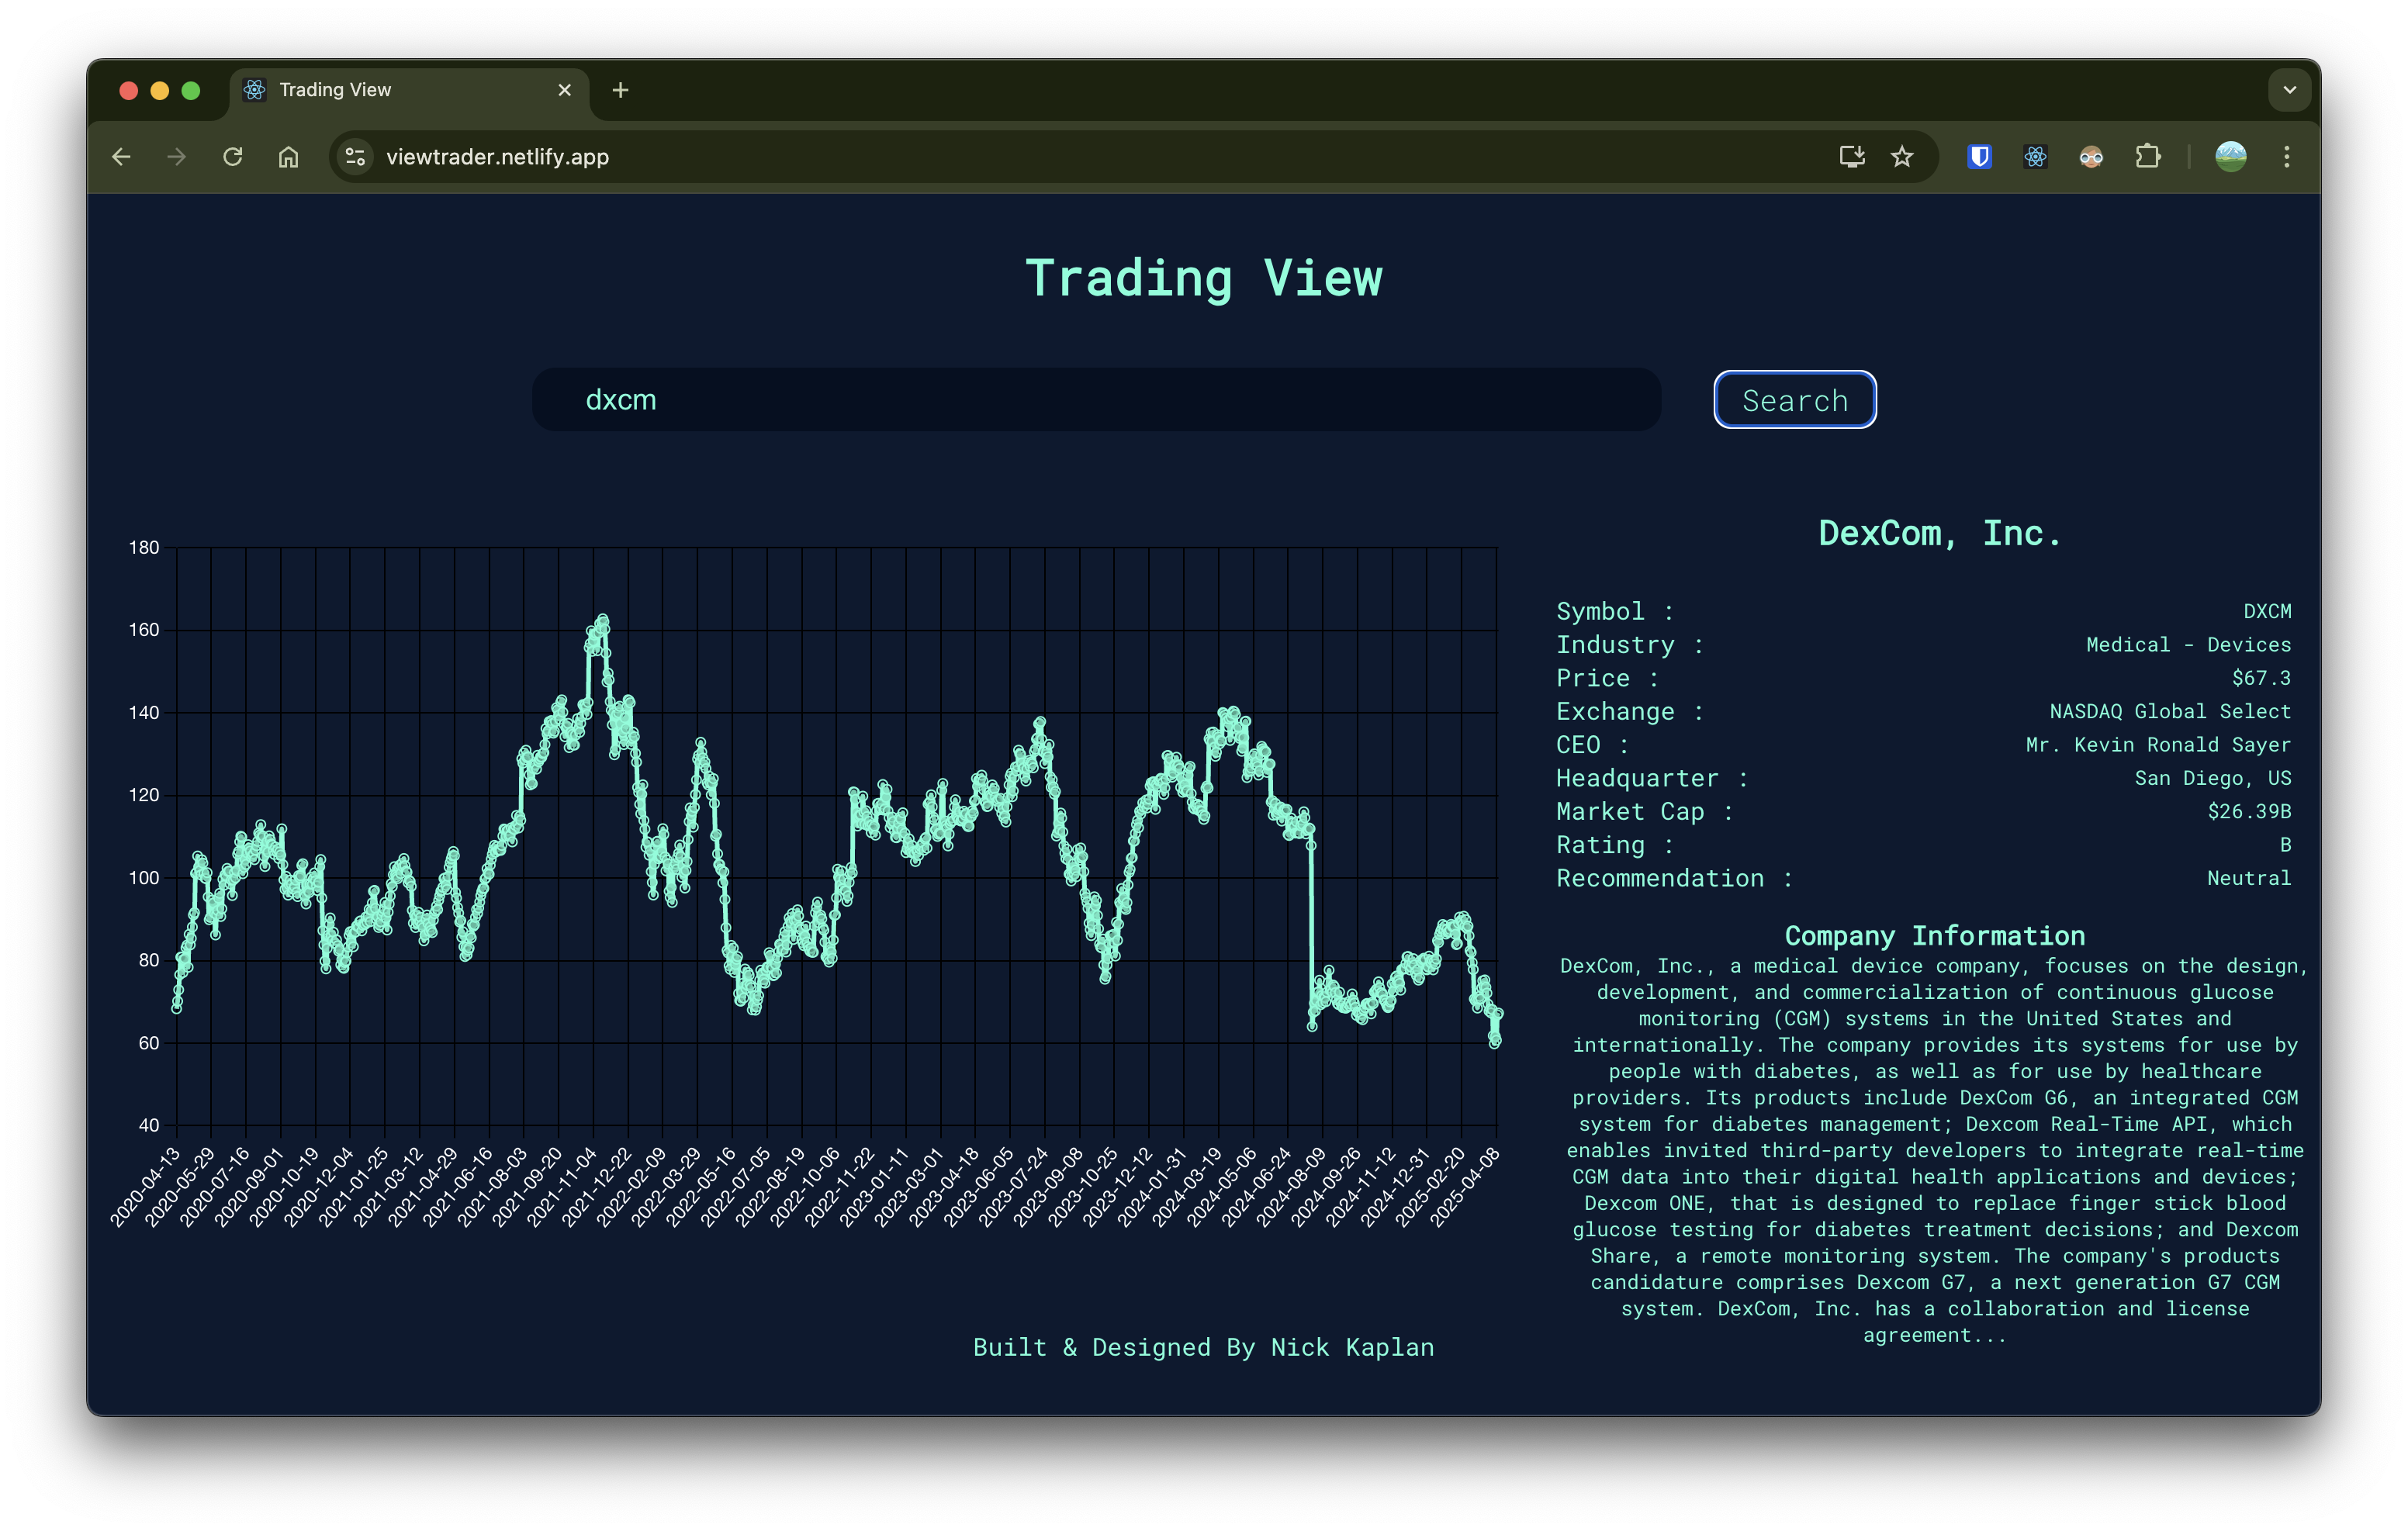 Trading View
viewtrader.netlify.app
Trading View
dxcm
Search
180
160
140
120
100
80
60
40
2020-04-13
2020-05-29
2020-07-16
2020-09-01
2020-10-19
2020-12-04
2021-01-25
2021-03-12
2021-04-29
2021-06-16
2021-08-03
2021-09-20
2021-11-04
2021-12-22
2022-02-09
2022-03-29
2022-05-16
2022-07-05
2022-08-19
2022-10-06
2022-11-22
2023-01-11
2023-03-01
2023-04-18
2023-06-05
2023-07-24
2023-09-08
2023-10-25
2023-12-12
2024-01-31
2024-03-19
2024-05-06
2024-06-24
2024-08-09
2024-09-26
2024-11-12
2024-12-31
2025-02-20
2025-04-08
DexCom, Inc.
Symbol : DXCM
Industry : Medical - Devices
Price : $67.3
Exchange : NASDAQ Global Select
CEO : Mr. Kevin Ronald Sayer
Headquarter : San Diego, US
Market Cap : $26.39B
Rating : B
Recommendation : Neutral
Company Information
DexCom, Inc., a medical device company, focuses on the design,
development, and commercialization of continuous glucose
monitoring (CGM) systems in the United States and
internationally. The company provides its systems for use by
people with diabetes, as well as for use by healthcare
providers. Its products include DexCom G6, an integrated CGM
system for diabetes management; Dexcom Real-Time API, which
enables invited third-party developers to integrate real-time
CGM data into their digital health applications and devices;
Dexcom ONE, that is designed to replace finger stick blood
glucose testing for diabetes treatment decisions; and Dexcom
Share, a remote monitoring system. The company's products
candidature comprises Dexcom G7, a next generation G7 CGM
system. DexCom, Inc. has a collaboration and license
agreement...
Built & Designed By Nick Kaplan